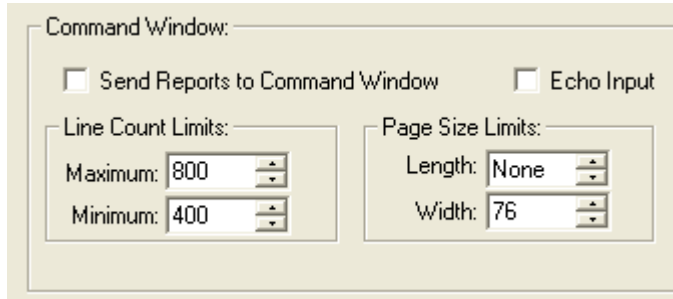 Command Window:
Send Reports to Command Window
Echo Input
Line Count Limits:
Maximum: 800
Minimum: 400
Page Size Limits:
Length: None
Width: 76